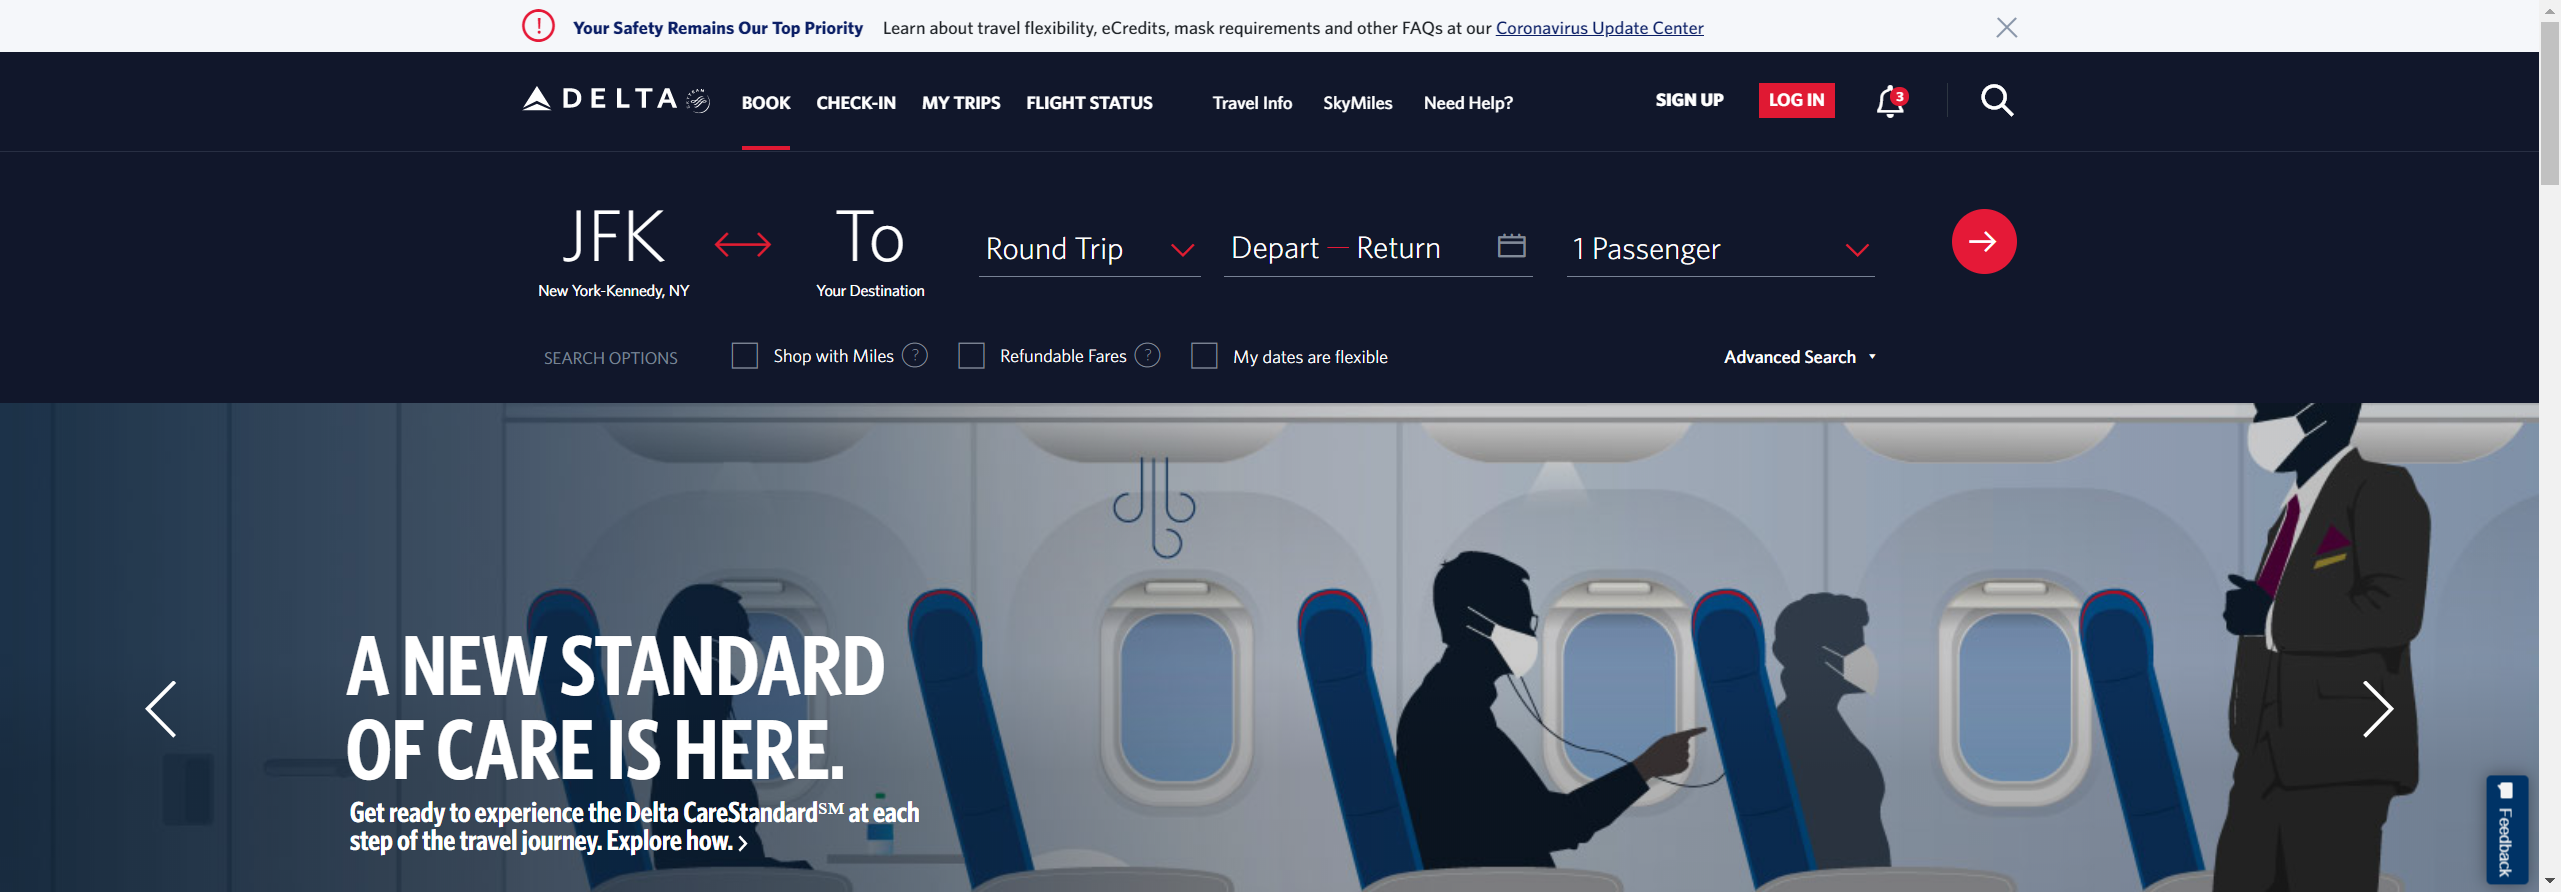 Your Safety Remains Our Top Priority Learn about travel flexibility, eCredits, mask requirements and other FAQs at our Coronavirus Update Center
DELTA BOOK CHECK-IN MY TRIPS FLIGHT STATUS Travel Info SkyMiles Need Help? SIGN UP LOG IN 3
JFK To Round Trip Depart — Return 1 Passenger
New York-Kennedy, NY Your Destination
SEARCH OPTIONS Shop with Miles ? Refundable Fares ? My dates are flexible Advanced Search
A NEW STANDARD
OF CARE IS HERE.
Get ready to experience the Delta CareStandard℠ at each
step of the travel journey. Explore how. >
Feedback